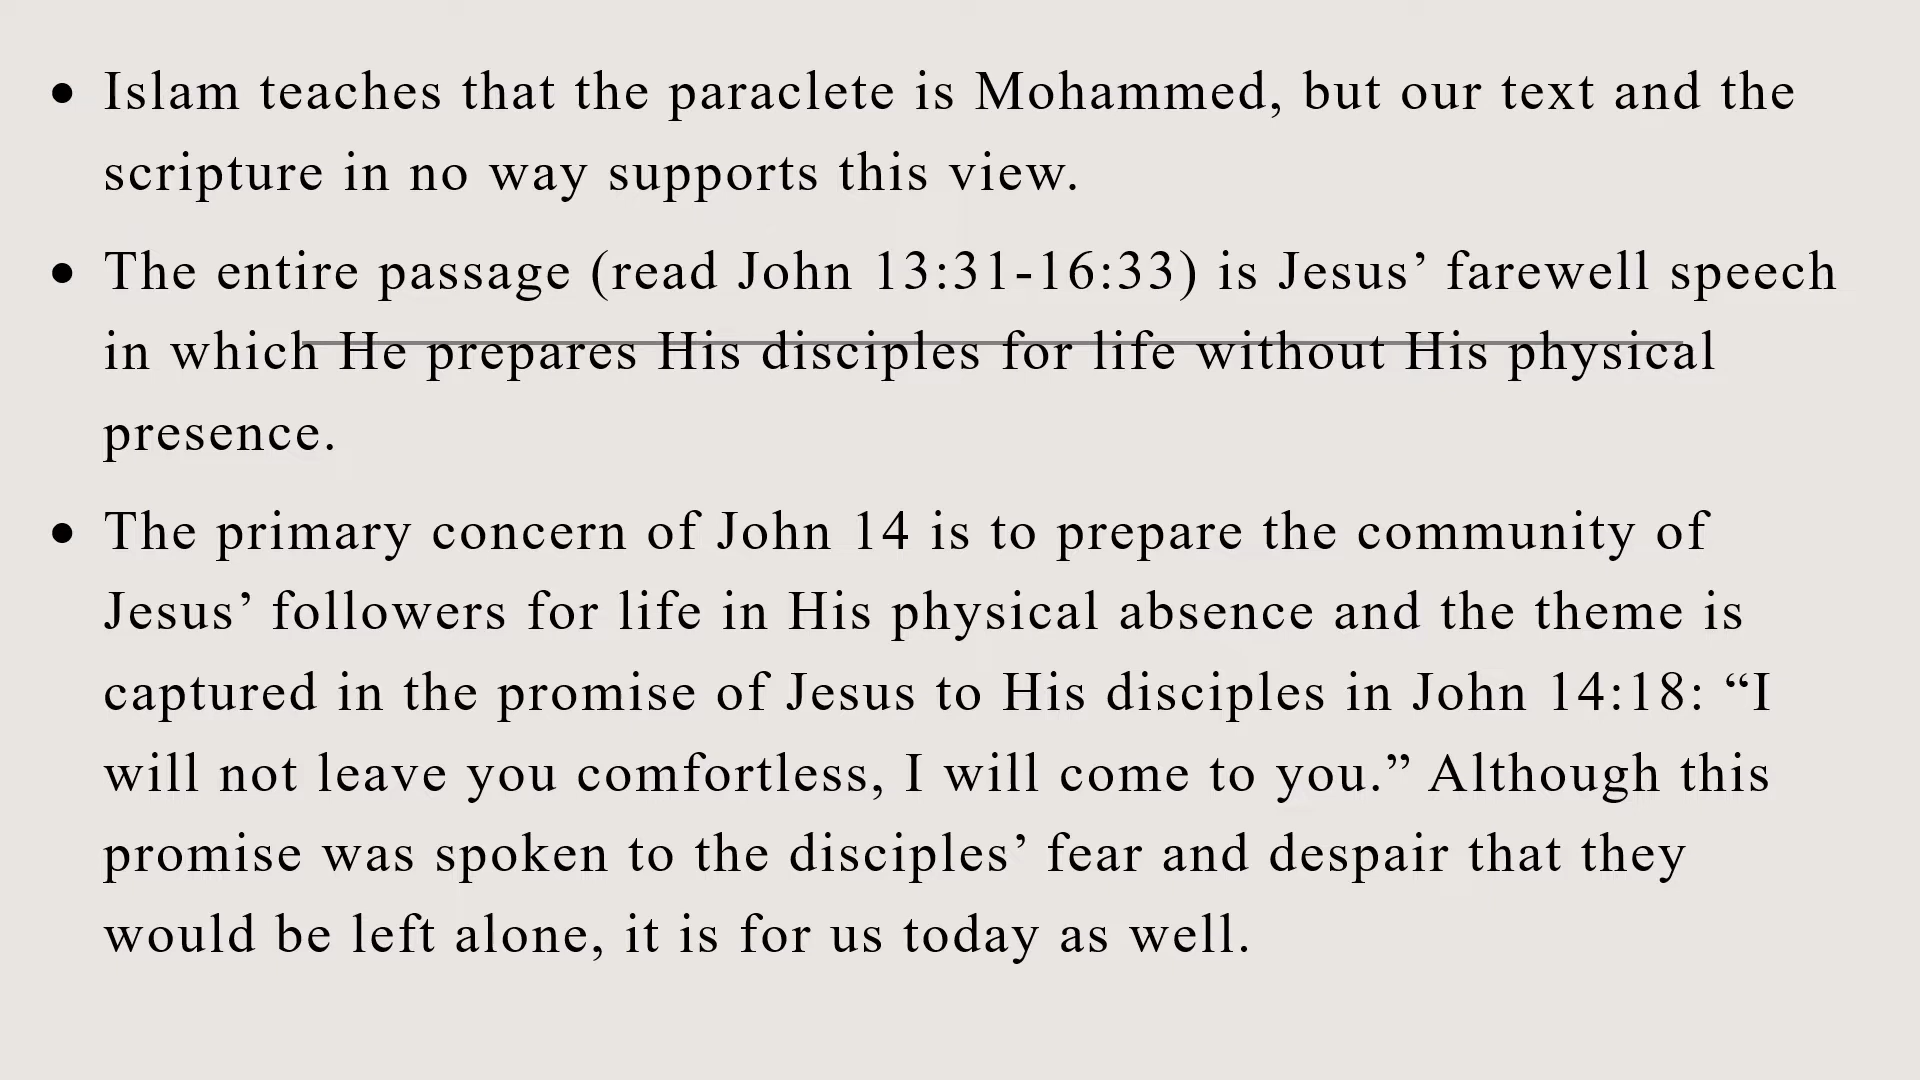 • Islam teaches that the paraclete is Mohammed, but our text and the
scripture in no way supports this view.
• The entire passage (read John 13:31-16:33) is Jesus’ farewell speech
in which He prepares His disciples for life without His physical
presence.
• The primary concern of John 14 is to prepare the community of
Jesus’ followers for life in His physical absence and the theme is
captured in the promise of Jesus to His disciples in John 14:18: “I
will not leave you comfortless, I will come to you.” Although this
promise was spoken to the disciples’ fear and despair that they
would be left alone, it is for us today as well.